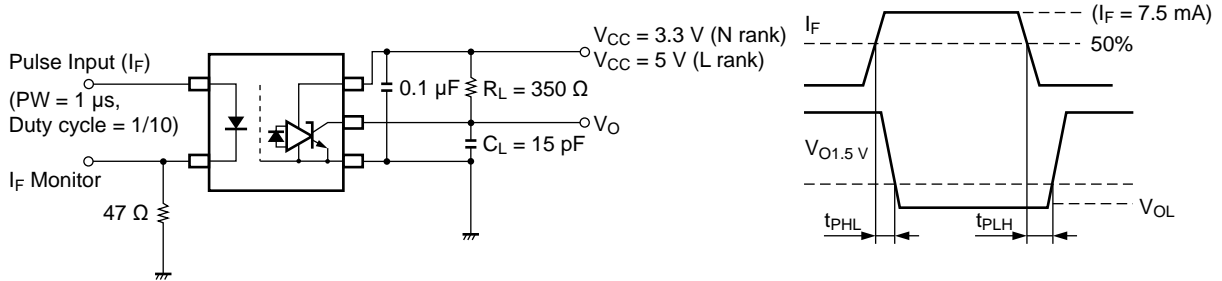 Pulse Input (IF)
(PW = 1 μs,
Duty cycle = 1/10)
IF Monitor
47 Ω
VCC = 3.3 V (N rank)
VCC = 5 V (L rank)
0.1 μF
RL = 350 Ω
VO
CL = 15 pF
IF
(IF = 7.5 mA)
50%
VO1.5 V
VOL
tPHL
tPLH